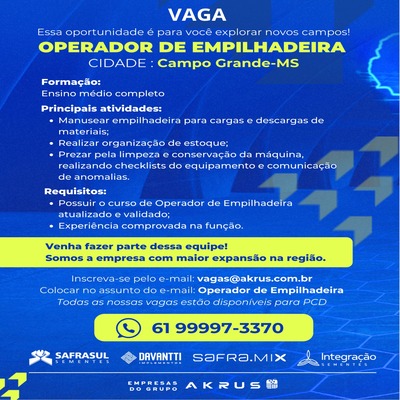 VAGA
Essa oportunidade é para você explorar novos campos!
OPERADOR DE EMPILHADEIRA
CIDADE : Campo Grande-MS
Formação:
Ensino médio completo
Principais atividades:
• Manusear empilhadeira para cargas e descargas de
materiais;
• Realizar organização de estoque;
• Prezar pela limpeza e conservação da máquina,
realizando checklists do equipamento e comunicação
de anomalias.
Requisitos:
• Possuir o curso de Operador de Empilhadeira
atualizado e validado;
• Experiência comprovada na função.
Venha fazer parte dessa equipe!
Somos a empresa com maior expansão na região.
Inscreva-se pelo e-mail: vagas@akrus.com.br
Colocar no assunto do e-mail: Operador de Empilhadeira
Todas as nossas vagas estão disponíveis para PCD
61 99997-3370
SAFRASUL
SEMENTES
DAVANTTI
IMPLEMENTOS
SAFRA.MIX
Integração
SEMENTES
EMPRESAS
DO GRUPO
AKRUS